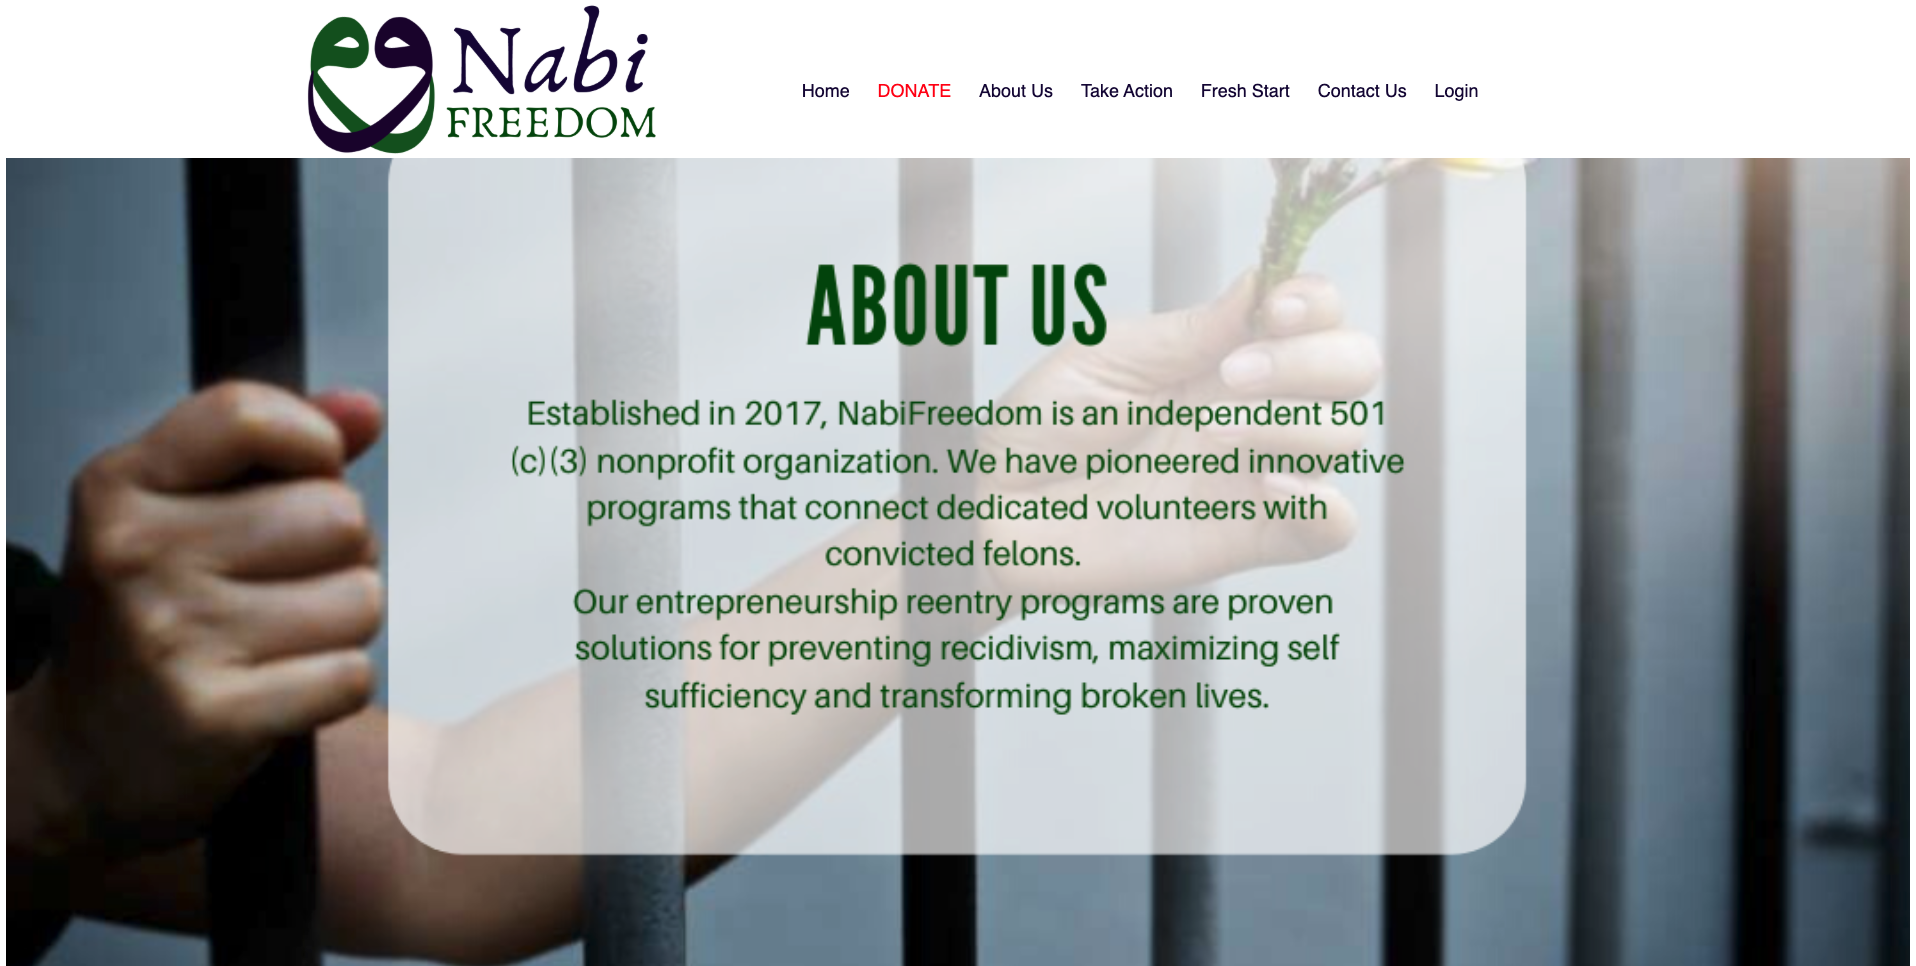 Nabi
FREEDOM
Home DONATE About Us Take Action Fresh Start Contact Us Login
ABOUT US
Established in 2017, NabiFreedom is an independent 501
(c)(3) nonprofit organization. We have pioneered innovative
programs that connect dedicated volunteers with
convicted felons.
Our entrepreneurship reentry programs are proven
solutions for preventing recidivism, maximizing self
sufficiency and transforming broken lives.